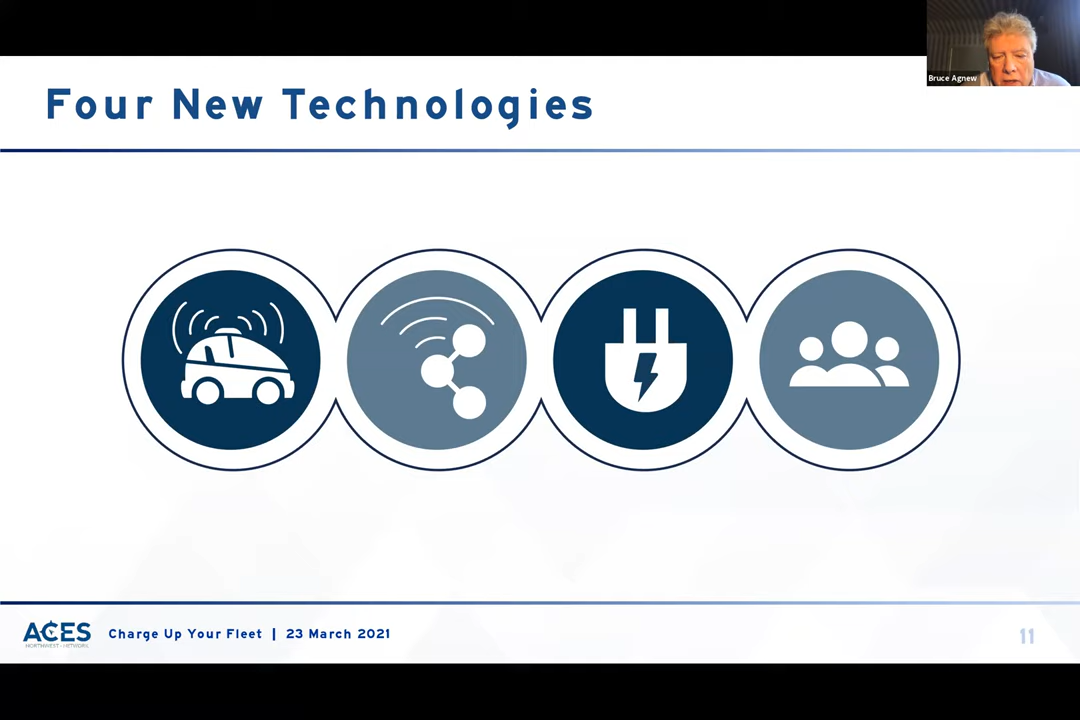 Bruce Agnew
Four New Technologies
ACES
NORTHWEST NETWORK
Charge Up Your Fleet | 23 March 2021
11